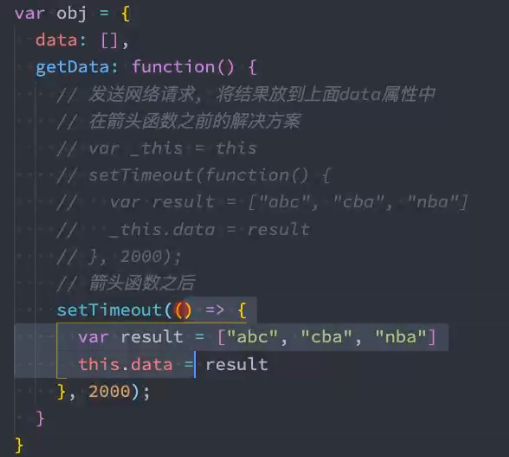 var obj = {
  data: [],
  getData: function() {
    // 发送网络请求, 将结果放到上面data属性中
    // 在箭头函数之前的解决方案
    // var _this = this
    // setTimeout(function() {
    //   var result = ["abc", "cba", "nba"]
    //   _this.data = result
    // }, 2000);
    // 箭头函数之后
    setTimeout(() => {
      var result = ["abc", "cba", "nba"]
      this.data = result
    }, 2000);
  }
}